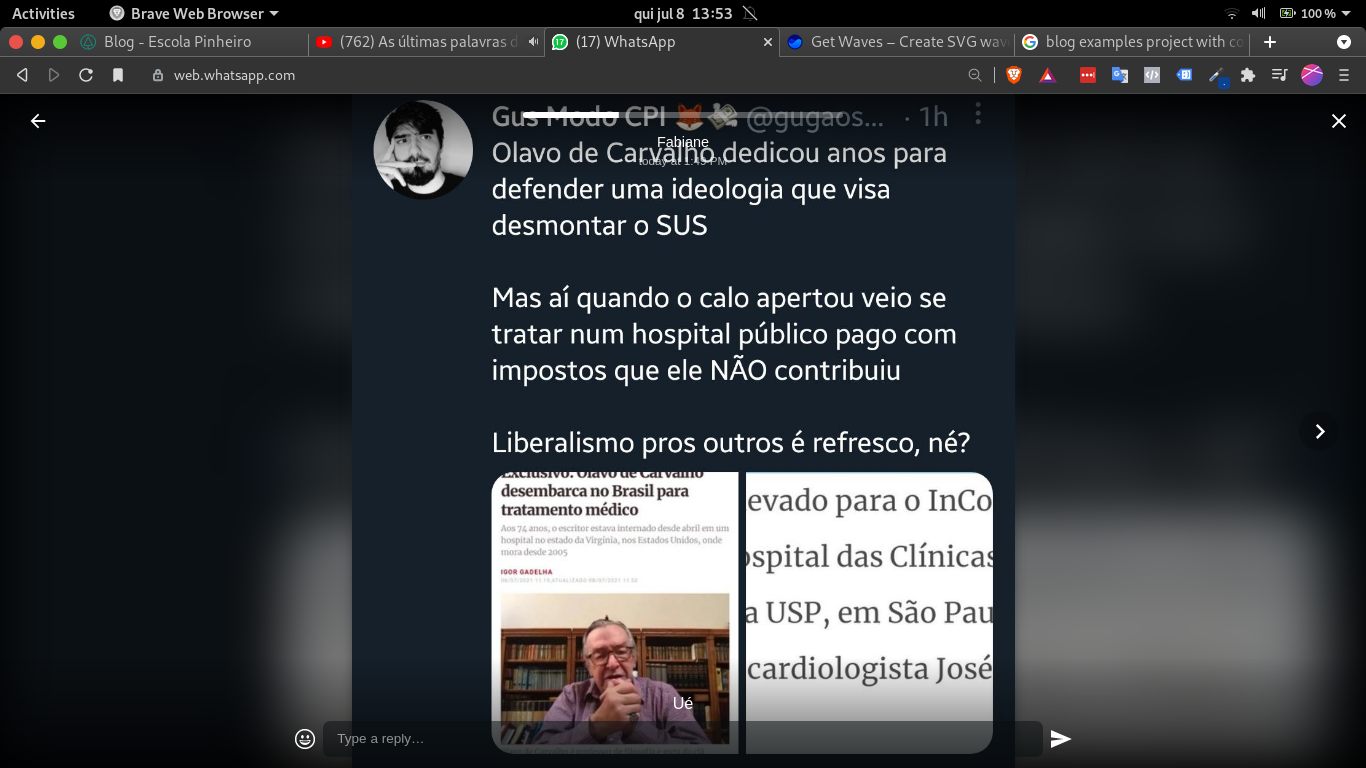 Activities
Brave Web Browser
qui jul 8 13:53
100 %
Blog - Escola Pinheiro
(762) As últimas palavras d
(17) WhatsApp
Get Waves – Create SVG wav
blog examples project with co
web.whatsapp.com
Gus Modo CPI @gugaos... · 1h
Fabiane
today at 1:49 PM
Olavo de Carvalho dedicou anos para
defender uma ideologia que visa
desmontar o SUS
Mas aí quando o calo apertou veio se
tratar num hospital público pago com
impostos que ele NÃO contribuiu
Liberalismo pros outros é refresco, né?
Exclusivo: Olavo de Carvalho
desembarca no Brasil para
tratamento médico
Aos 74 anos, o escritor estava internado desde abril em um
hospital no estado da Virgínia, nos Estados Unidos, onde
mora desde 2005
IGOR GADELHA
evado para o InCo
ospital das Clínicas
a USP, em São Pau
cardiologista José
Ué
Type a reply…